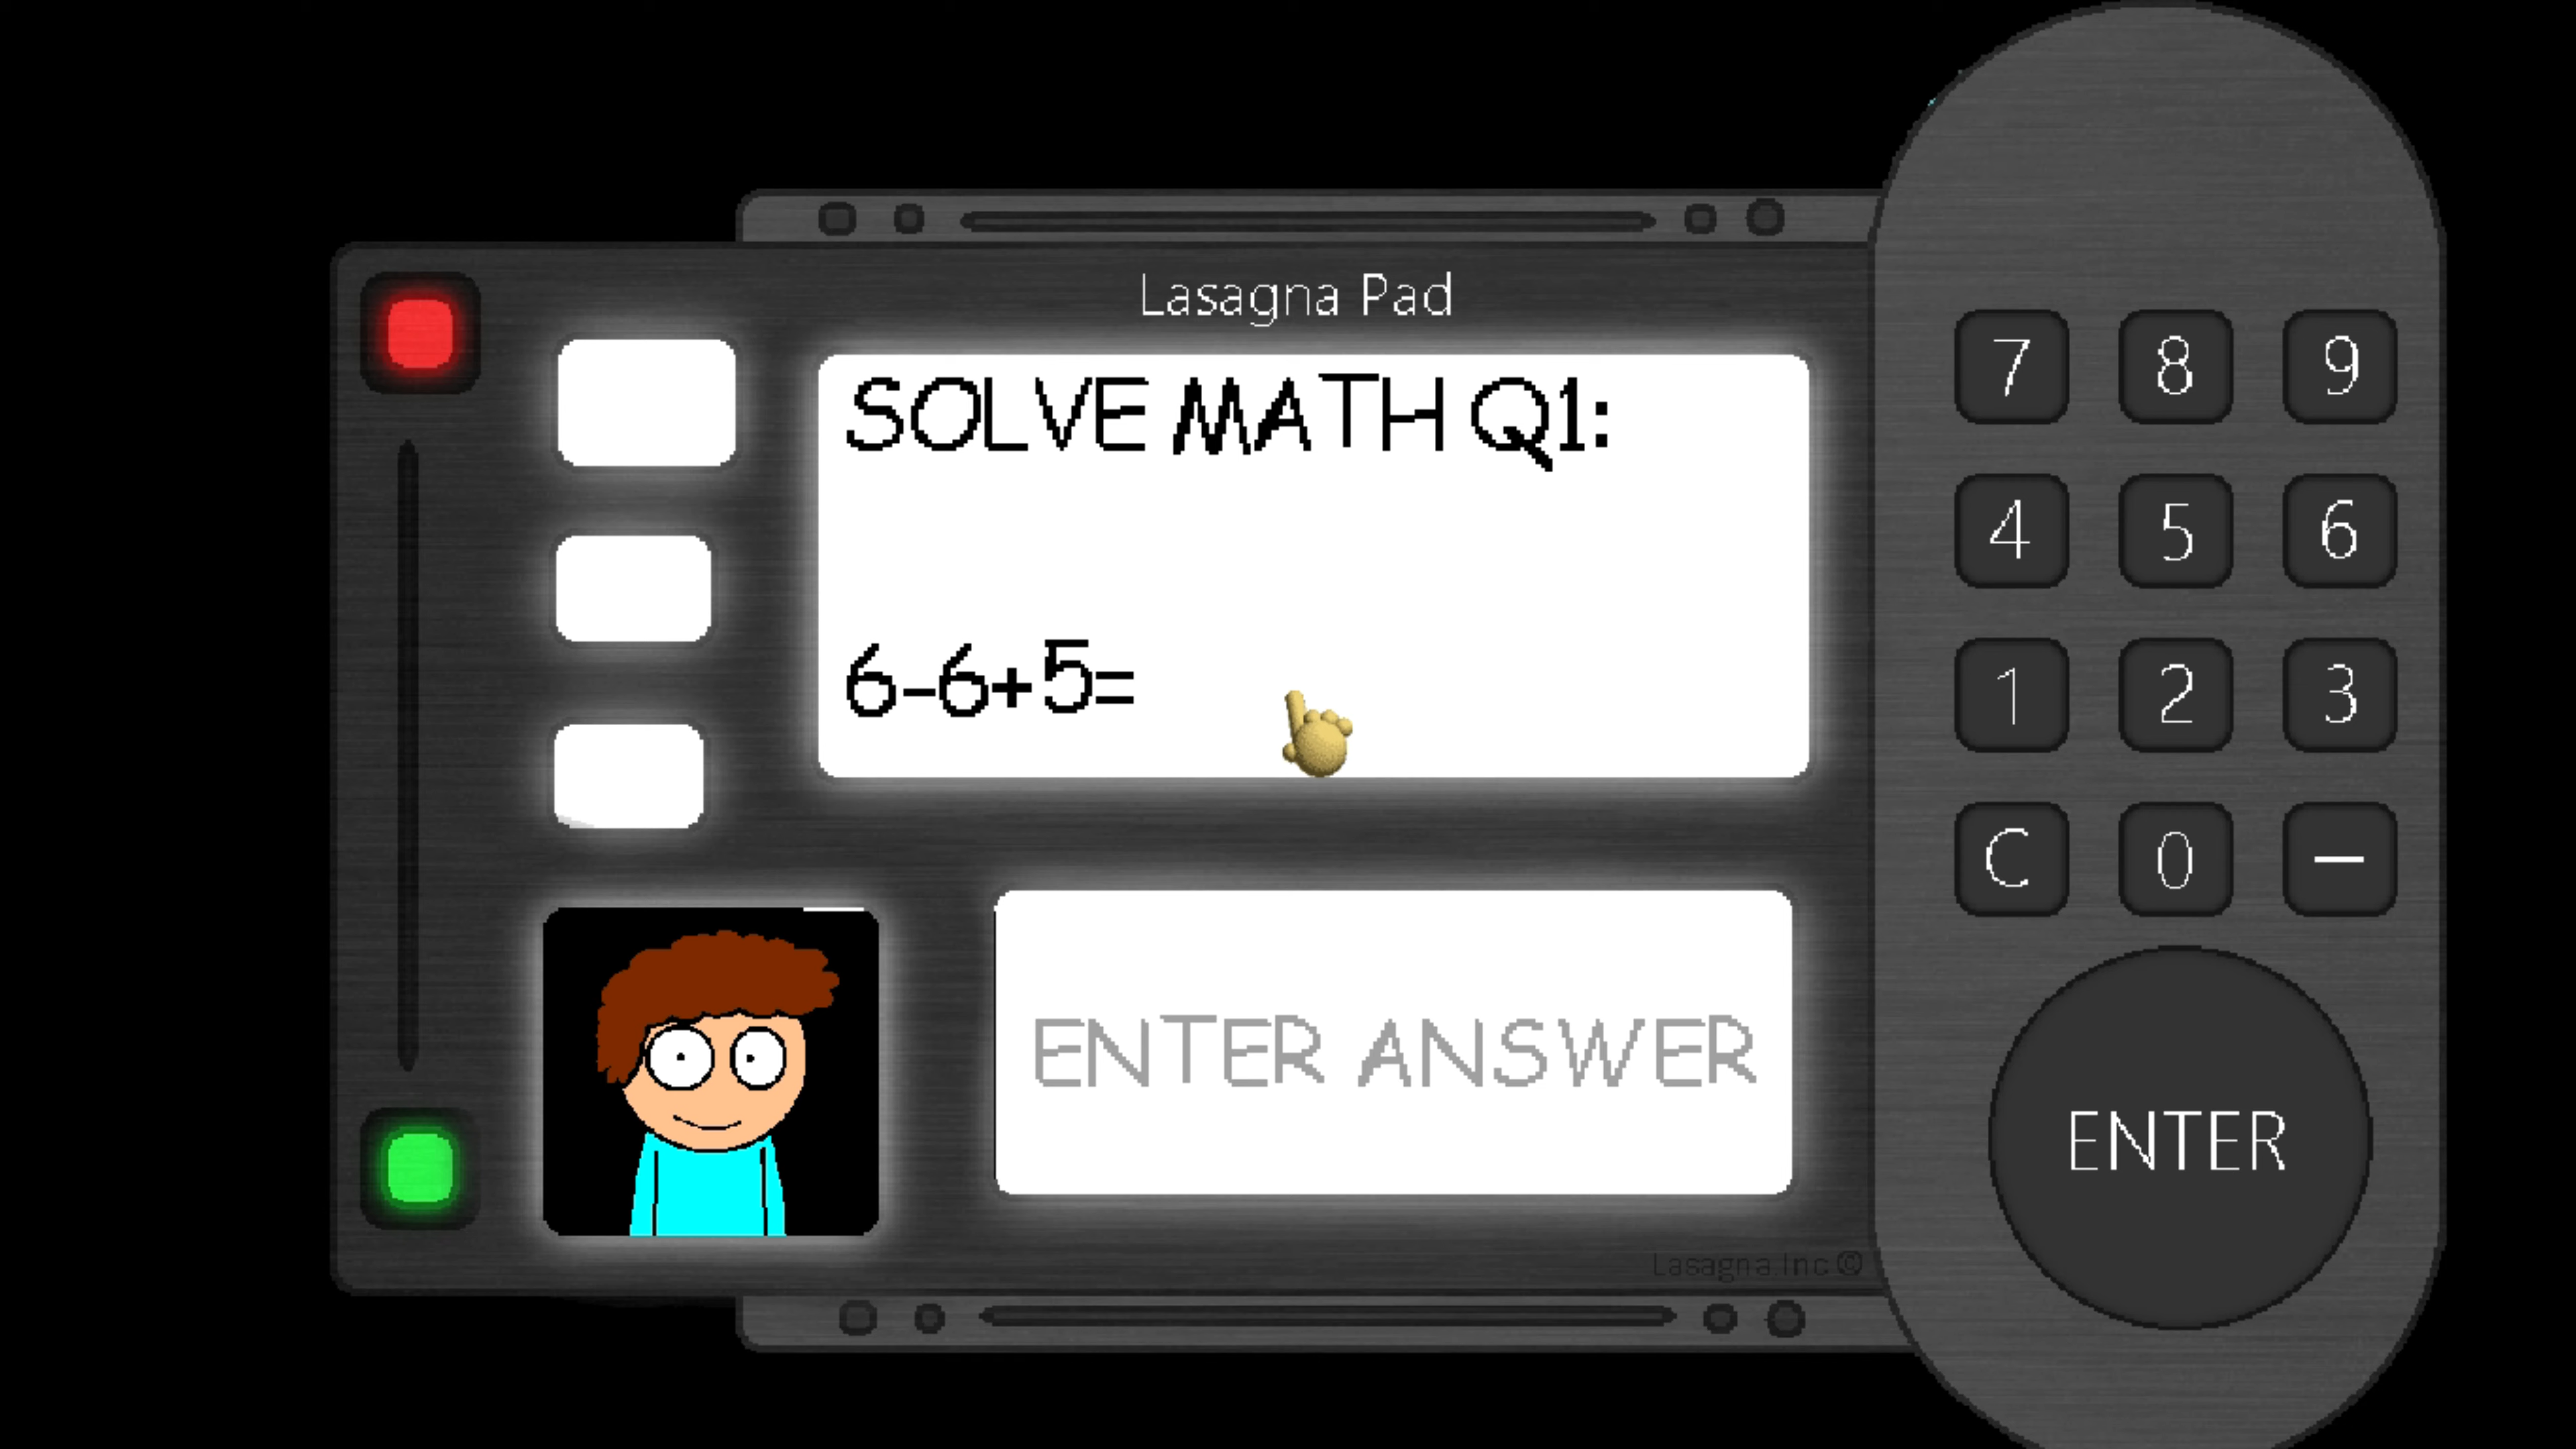 Lasagna Pad
SOLVE MATH Q1:
6-6+5=
ENTER ANSWER
Lasagna.Inc ©
7 8 9
4 5 6
1 2 3
C 0 —
ENTER